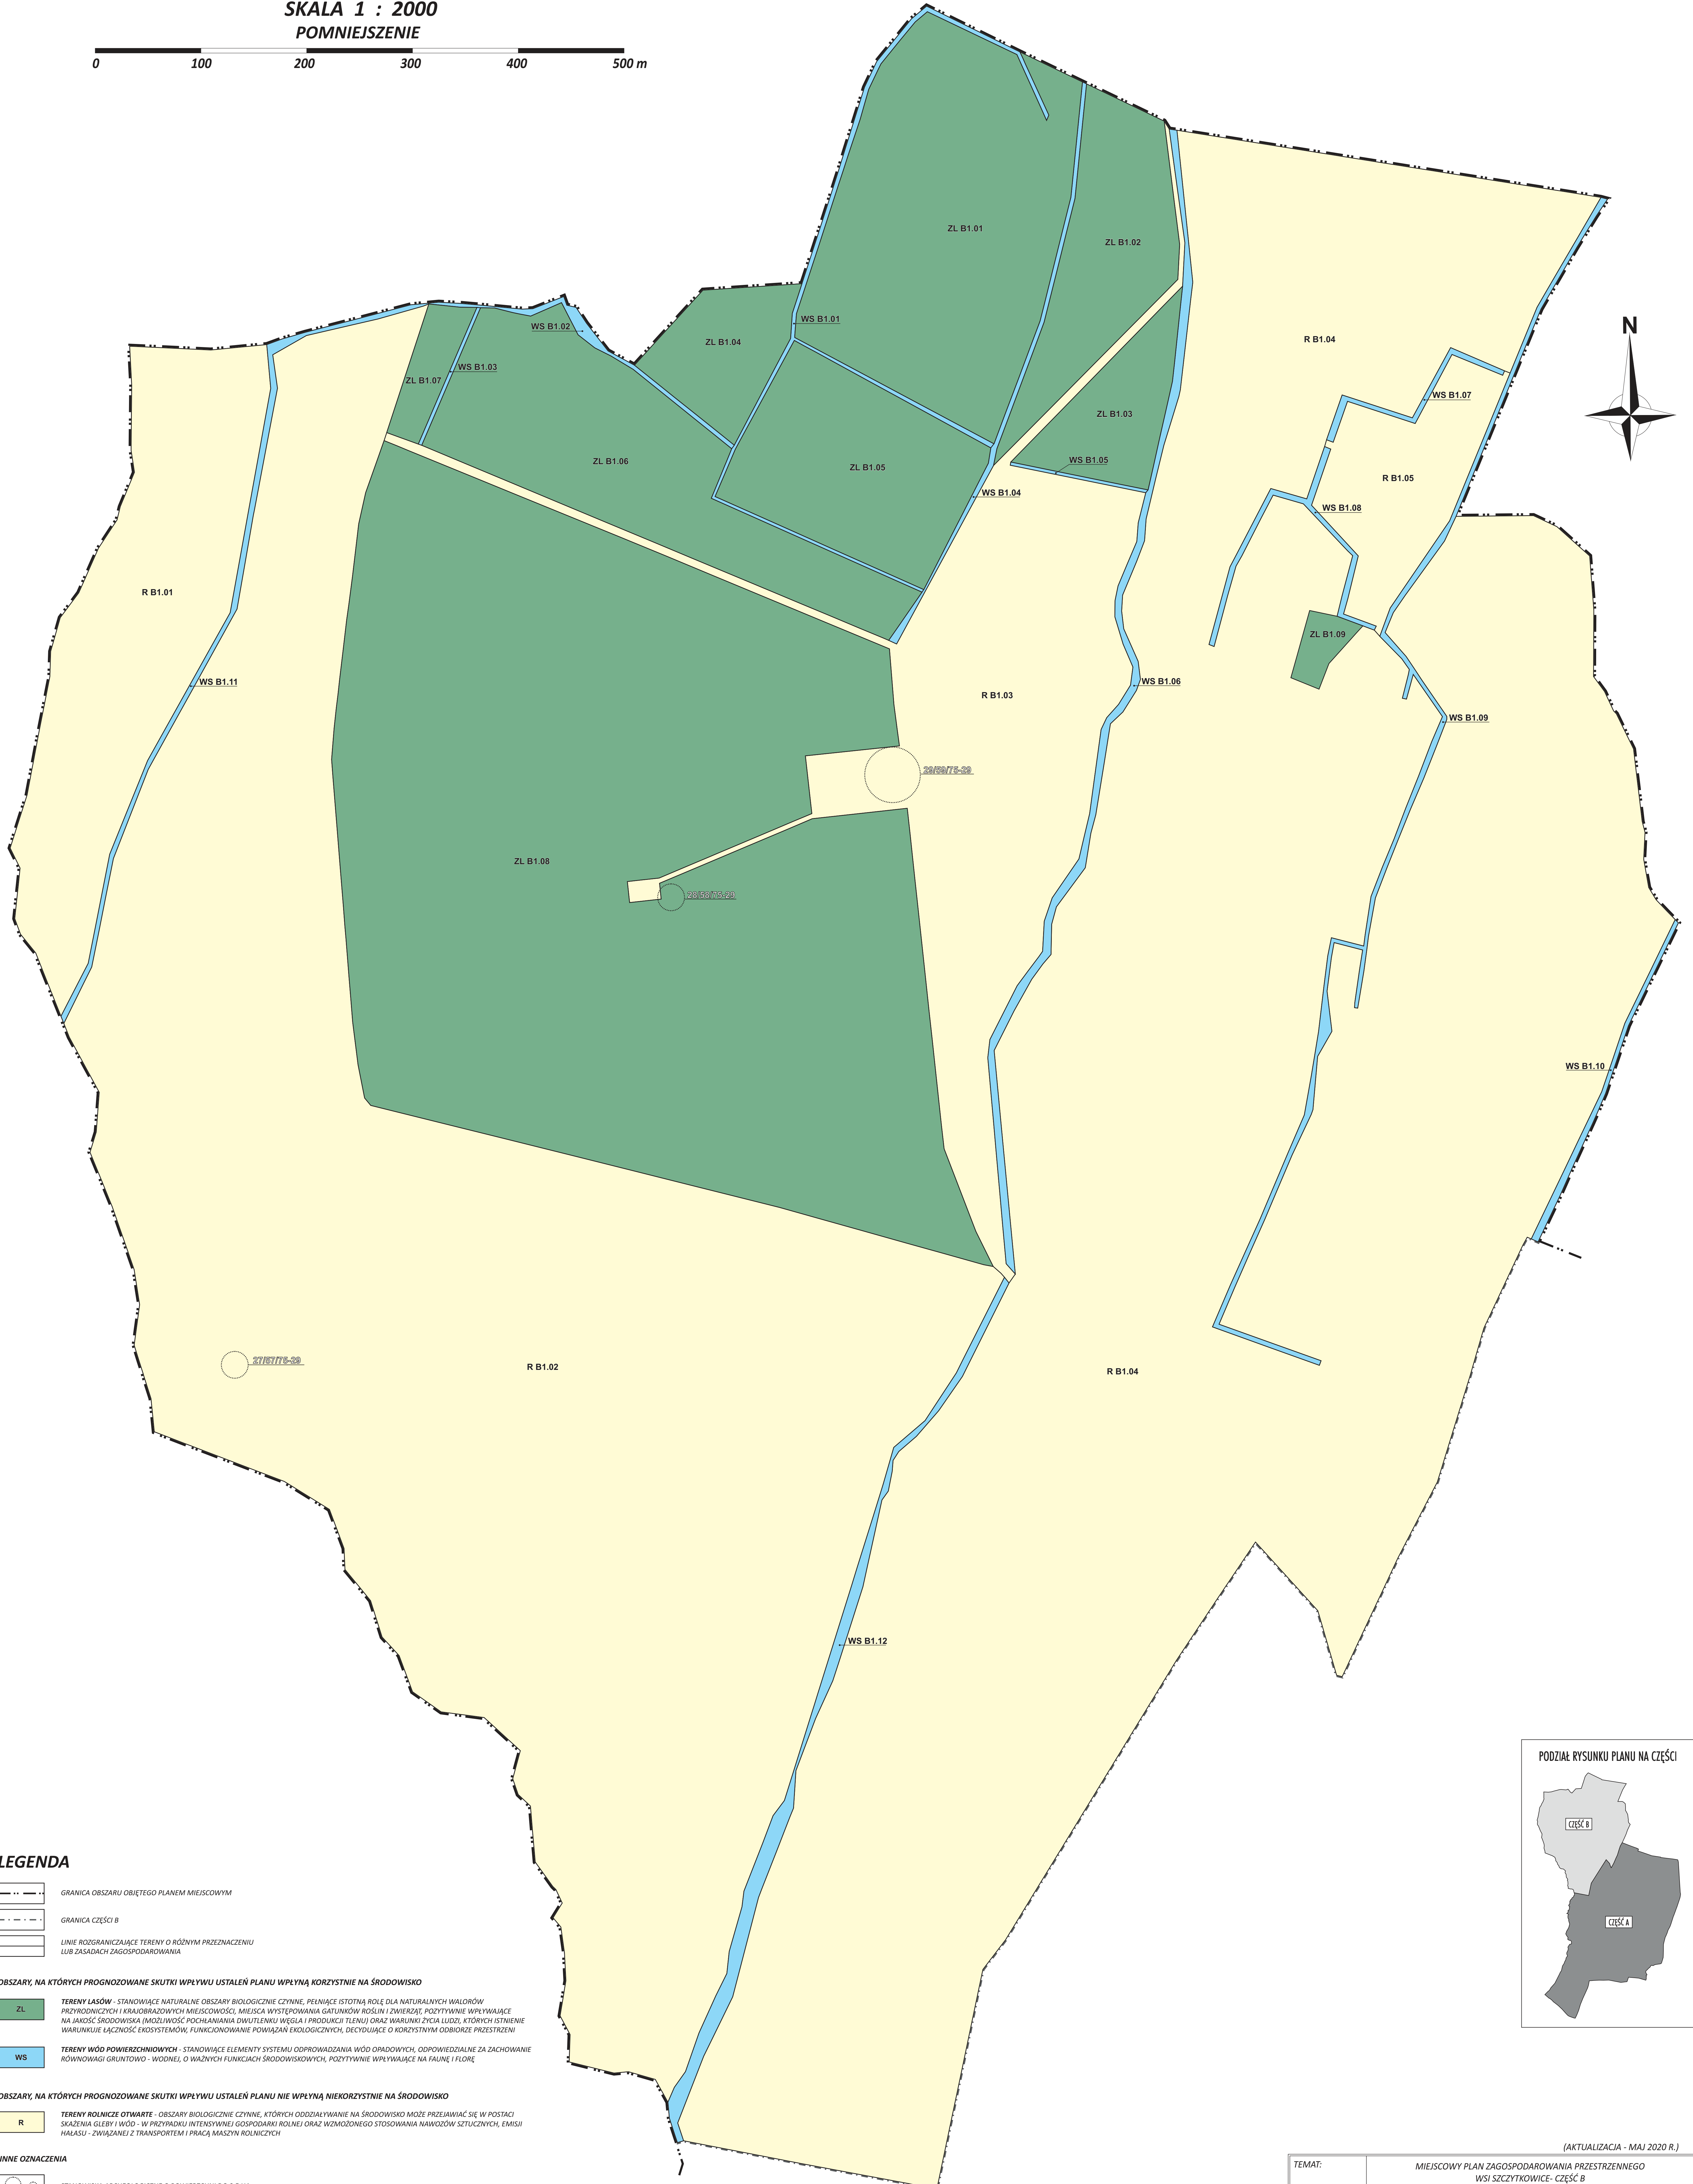 SKALA 1 : 2000
POMNIEJSZENIE
0 100 200 300 400 500 m
ZL B1.01
ZL B1.02
WS B1.01
WS B1.02
ZL B1.04
R B1.04
N
WS B1.03
ZL B1.07
WS B1.07
ZL B1.03
ZL B1.06
ZL B1.05
WS B1.05
R B1.05
WS B1.04
WS B1.08
R B1.01
ZL B1.09
WS B1.11
R B1.03
WS B1.06
WS B1.09
29/59/75-29
ZL B1.08
28/58/75-29
WS B1.10
27/57/75-29
R B1.02
R B1.04
WS B1.12
PODZIAŁ RYSUNKU PLANU NA CZĘŚCI
CZĘŚĆ B
CZĘŚĆ A
LEGENDA
GRANICA OBSZARU OBJĘTEGO PLANEM MIEJSCOWYM
GRANICA CZĘŚCI B
LINIE ROZGRANICZAJĄCE TERENY O RÓŻNYM PRZEZNACZENIU
LUB ZASADACH ZAGOSPODAROWANIA
OBSZARY, NA KTÓRYCH PROGNOZOWANE SKUTKI WPŁYWU USTALEŃ PLANU WPŁYNĄ KORZYSTNIE NA ŚRODOWISKO
ZL
TERENY LASÓW - STANOWIĄCE NATURALNE OBSZARY BIOLOGICZNIE CZYNNE, PEŁNIĄCE ISTOTNĄ ROLĘ DLA NATURALNYCH WALORÓW
PRZYRODNICZYCH I KRAJOBRAZOWYCH MIEJSCOWOŚCI, MIEJSCA WYSTĘPOWANIA GATUNKÓW ROŚLIN I ZWIERZĄT, POZYTYWNIE WPŁYWAJĄCE
NA JAKOŚĆ ŚRODOWISKA (MOŻLIWOŚĆ POCHŁANIANIA DWUTLENKU WĘGLA I PRODUKCJI TLENU) ORAZ WARUNKI ŻYCIA LUDZI, KTÓRYCH ISTNIENIE
WARUNKUJE ŁĄCZNOŚĆ EKOSYSTEMÓW, FUNKCJONOWANIE POWIĄZAŃ EKOLOGICZNYCH, DECYDUJĄCE O KORZYSTNYM ODBIORZE PRZESTRZENI
WS
TERENY WÓD POWIERZCHNIOWYCH - STANOWIĄCE ELEMENTY SYSTEMU ODPROWADZANIA WÓD OPADOWYCH, ODPOWIEDZIALNE ZA ZACHOWANIE
RÓWNOWAGI GRUNTOWO - WODNEJ, O WAŻNYCH FUNKCJACH ŚRODOWISKOWYCH, POZYTYWNIE WPŁYWAJĄCE NA FAUNĘ I FLORĘ
OBSZARY, NA KTÓRYCH PROGNOZOWANE SKUTKI WPŁYWU USTALEŃ PLANU NIE WPŁYNĄ NIEKORZYSTNIE NA ŚRODOWISKO
R
TERENY ROLNICZE OTWARTE - OBSZARY BIOLOGICZNIE CZYNNE, KTÓRYCH ODDZIAŁYWANIE NA ŚRODOWISKO MOŻE PRZEJAWIAĆ SIĘ W POSTACI
SKAŻENIA GLEBY I WÓD - W PRZYPADKU INTENSYWNEJ GOSPODARKI ROLNEJ ORAZ WZMOŻONEGO STOSOWANIA NAWOZÓW SZTUCZNYCH, EMISJI
HAŁASU - ZWIĄZANEJ Z TRANSPORTEM I PRACĄ MASZYN ROLNICZYCH
INNE OZNACZENIA
(AKTUALIZACJA - MAJ 2020 R.)
TEMAT:
MIEJSCOWY PLAN ZAGOSPODAROWANIA PRZESTRZENNEGO
WSI SZCZYTKOWICE- CZĘŚĆ B